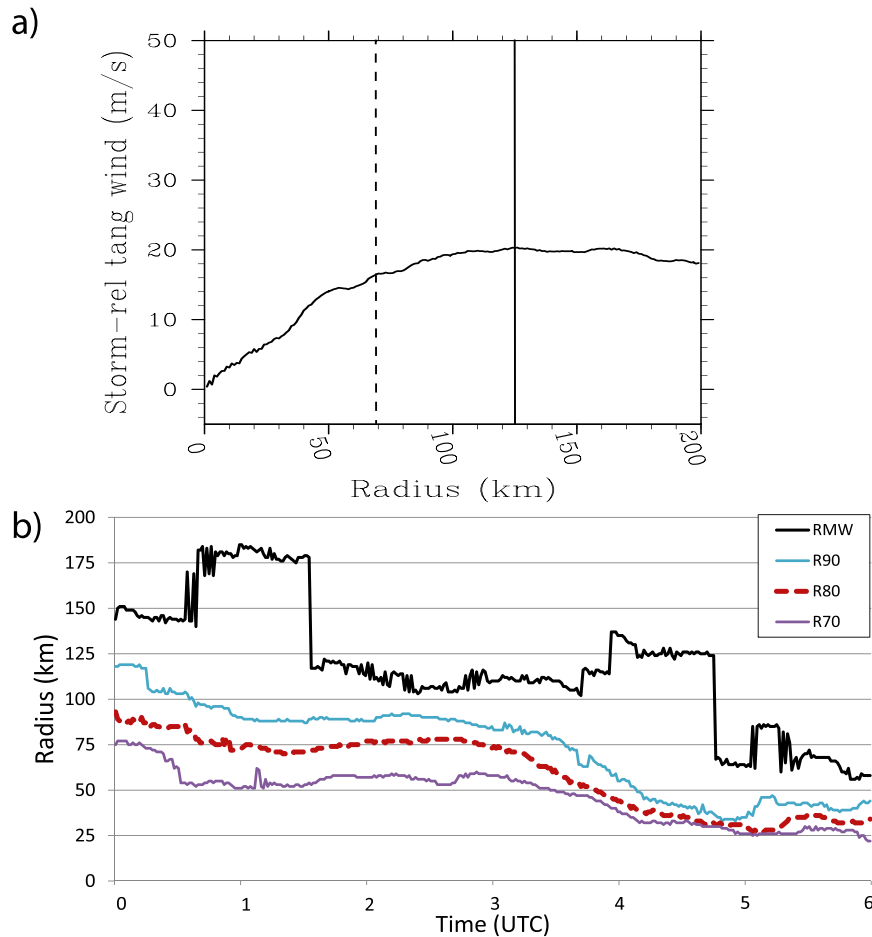 a)
Storm-rel tang wind (m/s)
50
40
30
20
10
0
0 50 100 150 200
Radius (km)
b)
Radius (km)
200
175
150
125
100
75
50
25
0
RMW
R90
R80
R70
0 1 2 3 4 5 6
Time (UTC)